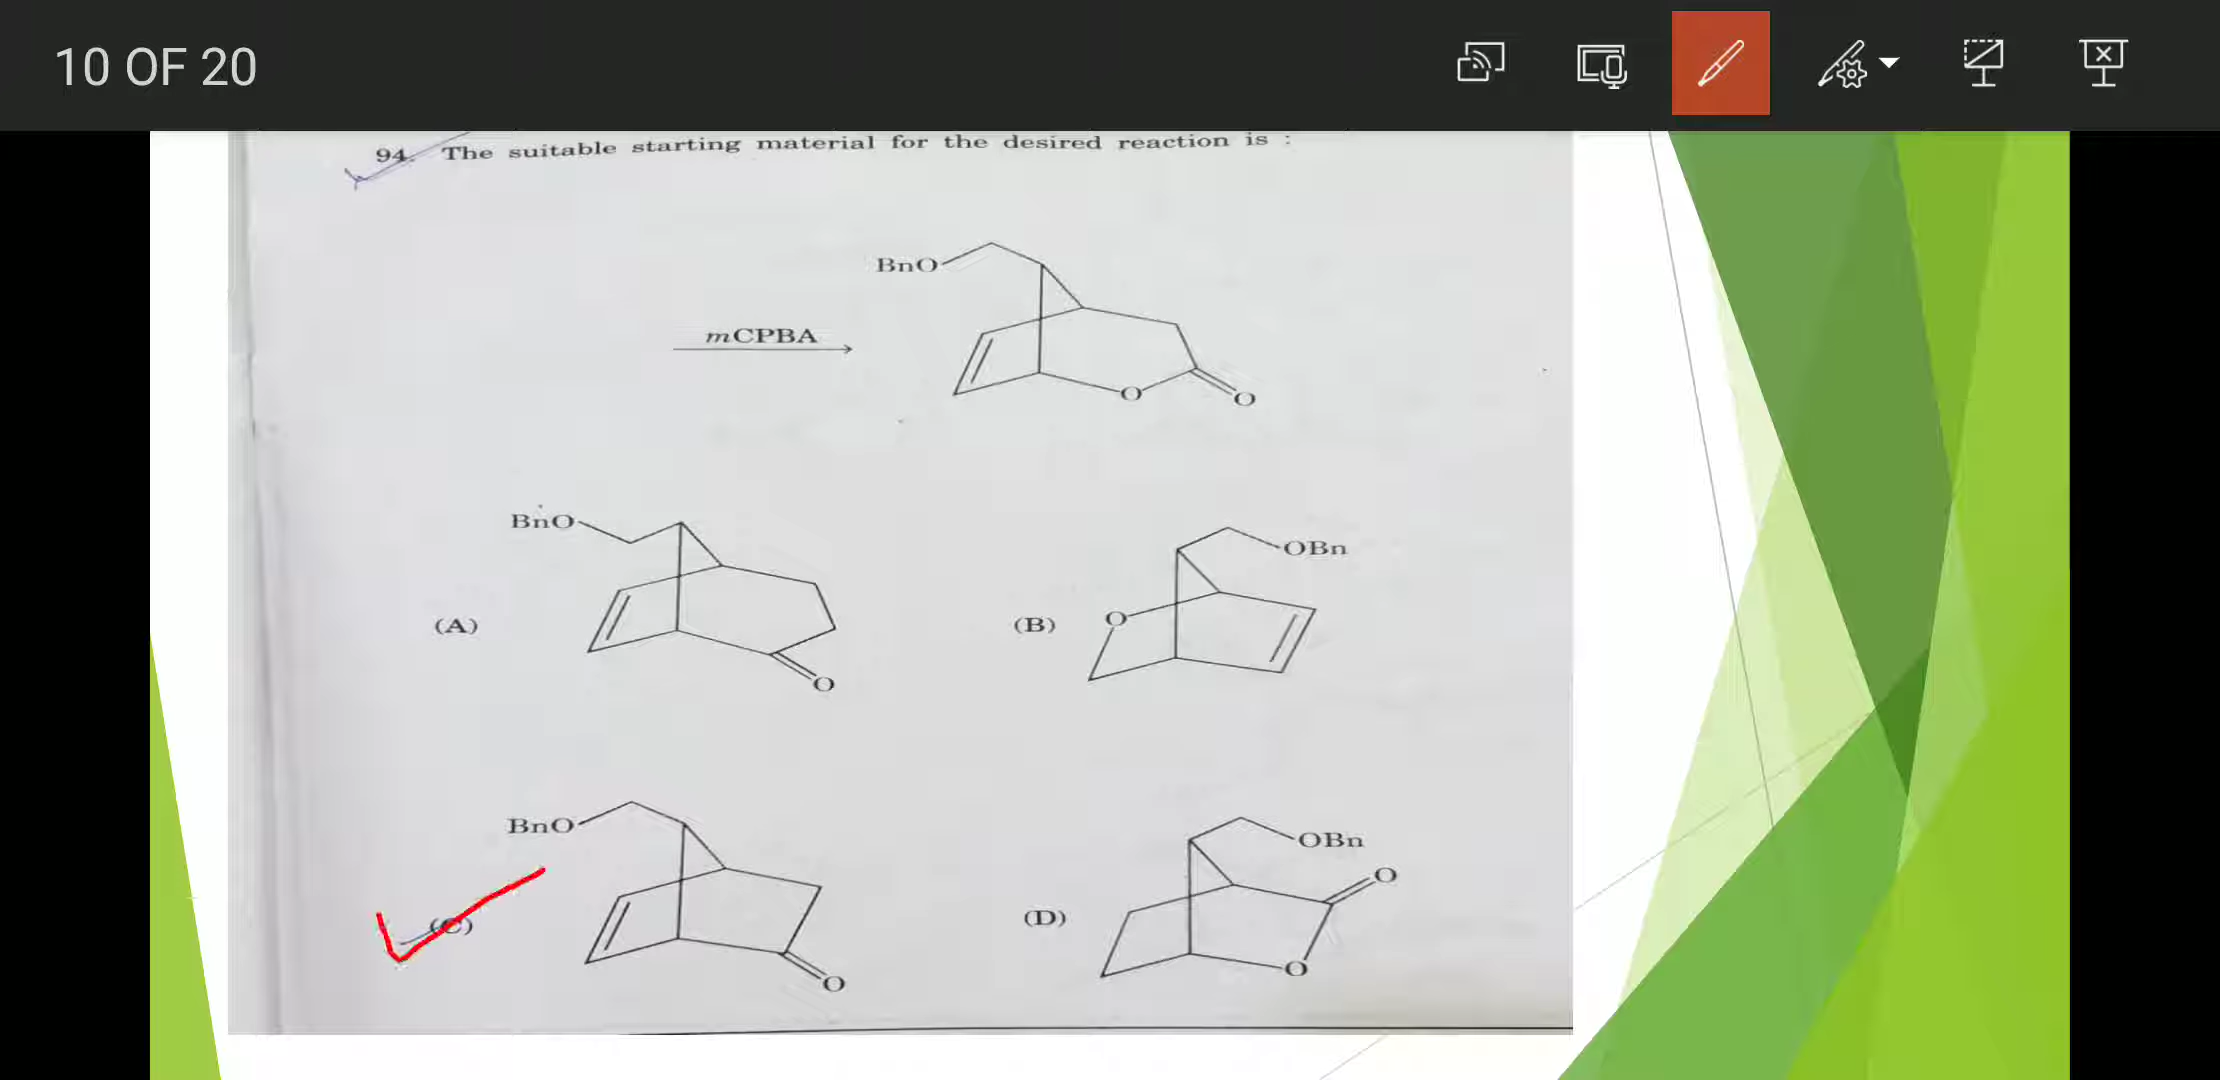 10 OF 20
94. The suitable starting material for the desired reaction is :
BnO
mCPBA
O
O
BnO
OBn
(A)
(B)
O
O
BnO
OBn
O
(C)
(D)
O
O